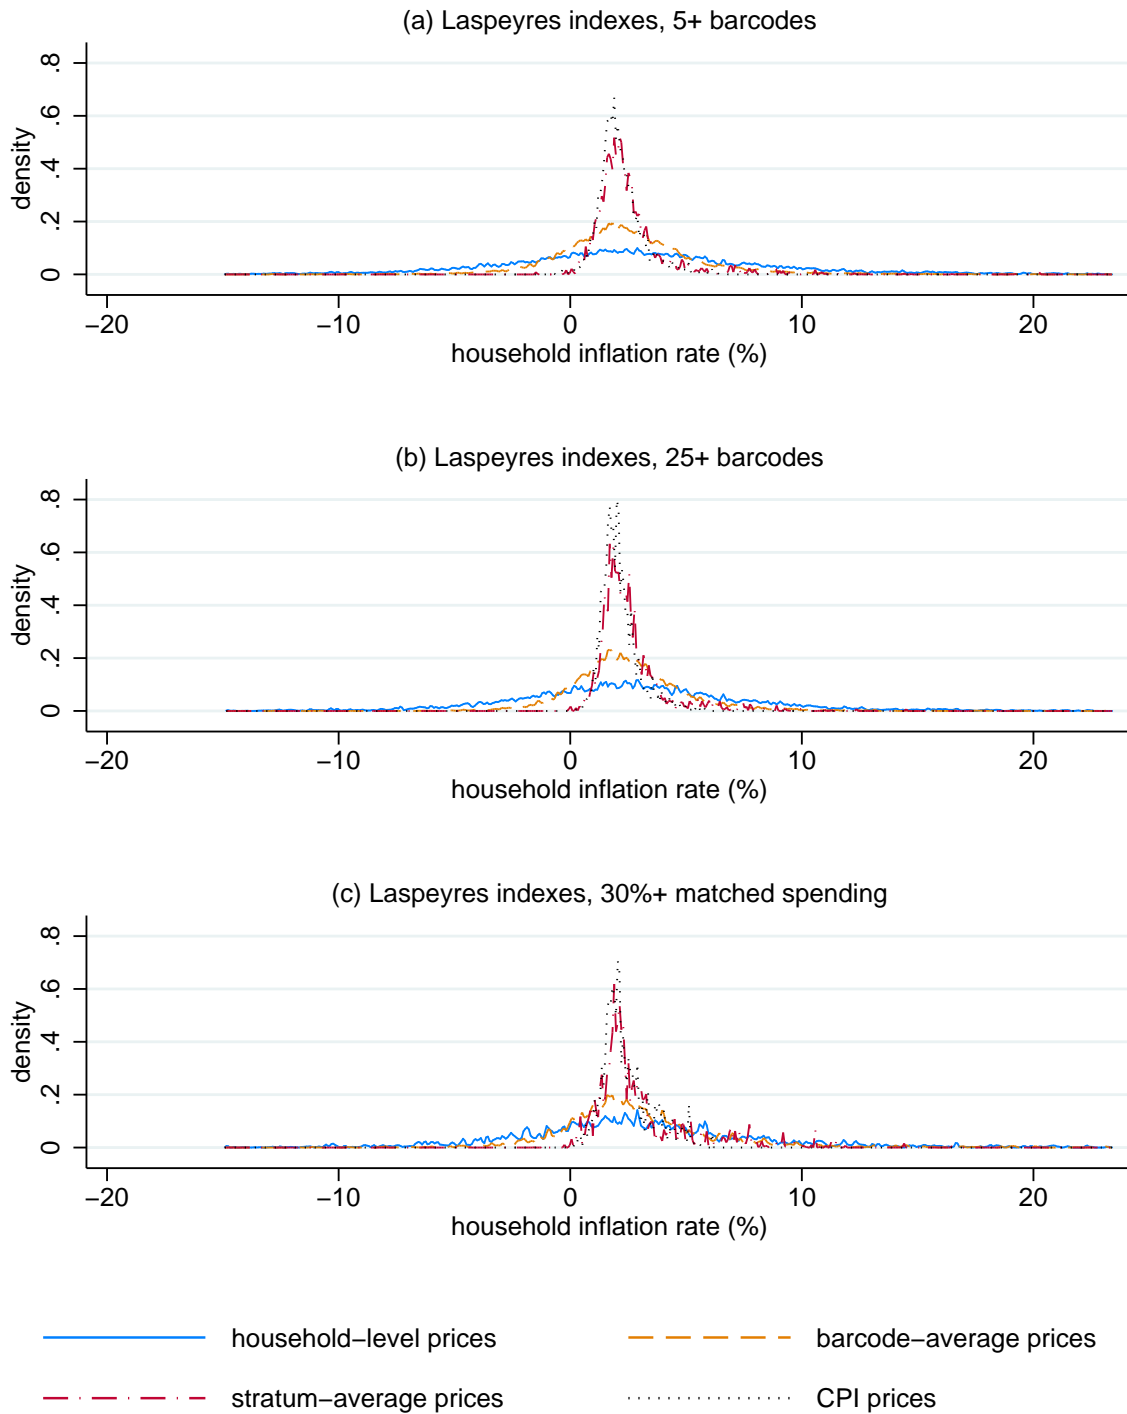 (a) Laspeyres indexes, 5+ barcodes
.8
.6
.4
.2
0
density
−20 −10 0 10 20
household inflation rate (%)
(b) Laspeyres indexes, 25+ barcodes
.8
.6
.4
.2
0
density
−20 −10 0 10 20
household inflation rate (%)
(c) Laspeyres indexes, 30%+ matched spending
.8
.6
.4
.2
0
density
−20 −10 0 10 20
household inflation rate (%)
household−level prices barcode−average prices
stratum−average prices CPI prices